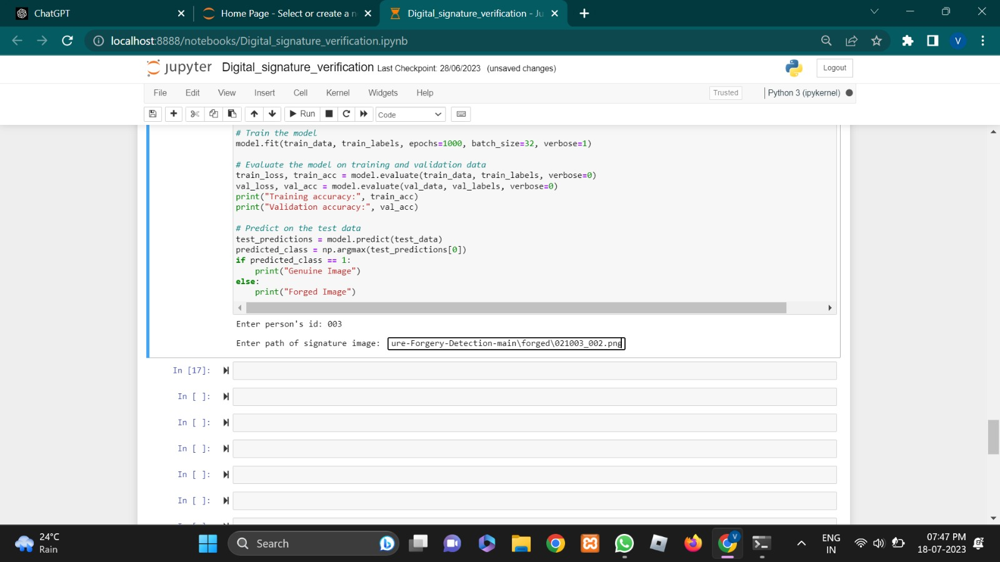 ChatGPT
Home Page - Select or create a n
Digital_signature_verification - Ju
localhost:8888/notebooks/Digital_signature_verification.ipynb
V
jupyter Digital_signature_verification Last Checkpoint: 28/06/2023 (unsaved changes)
Logout
File Edit View Insert Cell Kernel Widgets Help
Trusted
Python 3 (ipykernel)
Run
Code
# Train the model
model.fit(train_data, train_labels, epochs=1000, batch_size=32, verbose=1)
# Evaluate the model on training and validation data
train_loss, train_acc = model.evaluate(train_data, train_labels, verbose=0)
val_loss, val_acc = model.evaluate(val_data, val_labels, verbose=0)
print("Training accuracy:", train_acc)
print("Validation accuracy:", val_acc)
# Predict on the test data
test_predictions = model.predict(test_data)
predicted_class = np.argmax(test_predictions[0])
if predicted_class == 1:
    print("Genuine Image")
else:
    print("Forged Image")
Enter person's id: 003
Enter path of signature image: ure-Forgery-Detection-main\forged\021003_002.png
In [17]:
In [ ]:
In [ ]:
In [ ]:
In [ ]:
In [ ]:
24°C
Rain
Search
V
ENG
IN
07:47 PM
18-07-2023